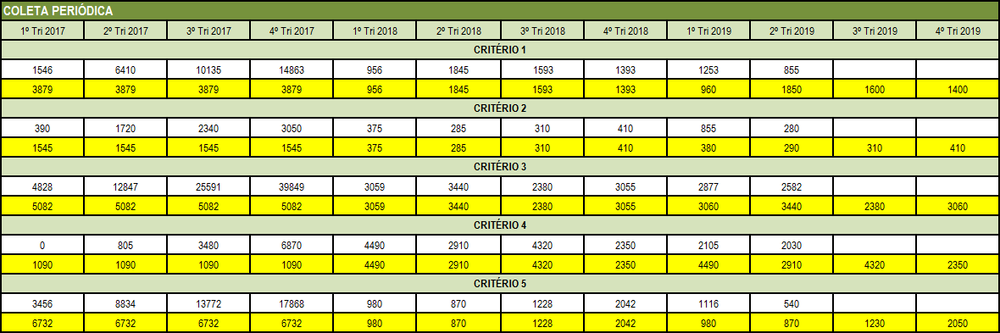 COLETA PERIÓDICA
1º Tri 2017 2º Tri 2017 3º Tri 2017 4º Tri 2017 1º Tri 2018 2º Tri 2018 3º Tri 2018 4º Tri 2018 1º Tri 2019 2º Tri 2019 3º Tri 2019 4º Tri 2019
CRITÉRIO 1
1546 6410 10135 14863 956 1845 1593 1393 1253 855
3879 3879 3879 3879 956 1845 1593 1393 960 1850 1600 1400
CRITÉRIO 2
390 1720 2340 3050 375 285 310 410 855 280
1545 1545 1545 1545 375 285 310 410 380 290 310 410
CRITÉRIO 3
4828 12847 25591 39849 3059 3440 2380 3055 2877 2582
5082 5082 5082 5082 3059 3440 2380 3055 3060 3440 2380 3060
CRITÉRIO 4
0 805 3480 6870 4490 2910 4320 2350 2105 2030
1090 1090 1090 1090 4490 2910 4320 2350 4490 2910 4320 2350
CRITÉRIO 5
3456 8834 13772 17868 980 870 1228 2042 1116 540
6732 6732 6732 6732 980 870 1228 2042 980 870 1230 2050